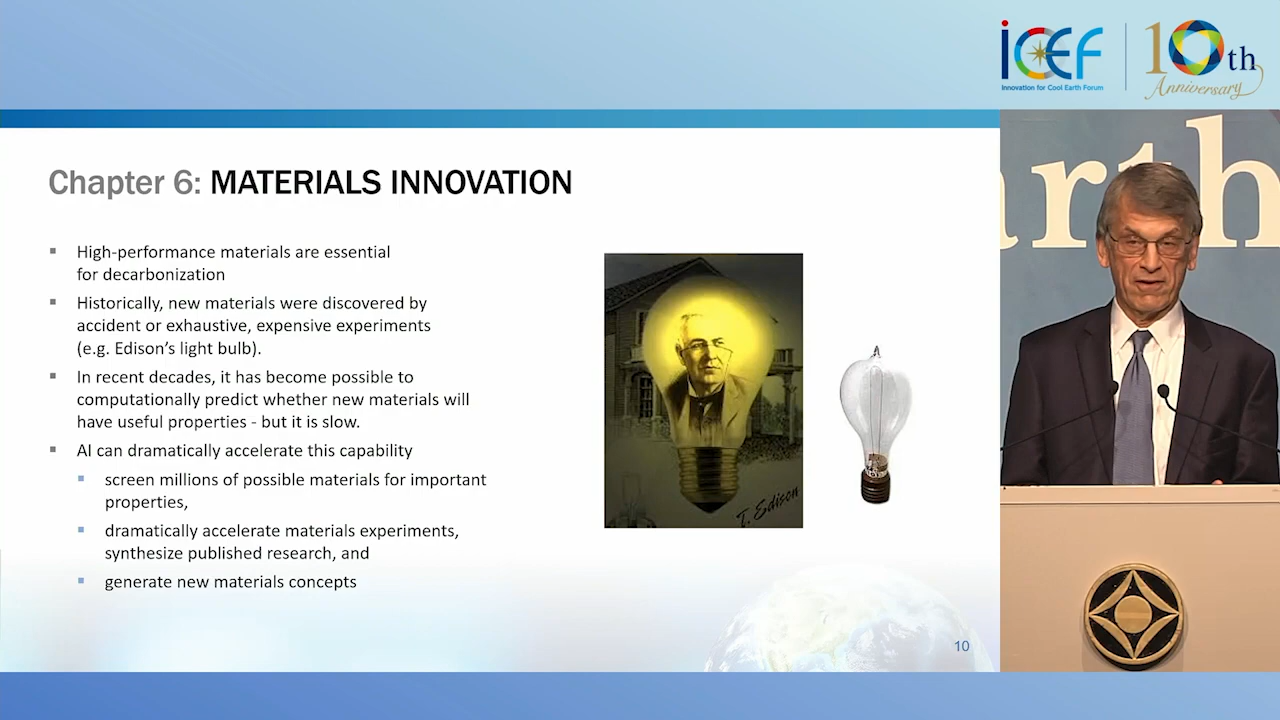 iCEF
Innovation for Cool Earth Forum
10th
Anniversary
arth
Chapter 6: MATERIALS INNOVATION
▪ High-performance materials are essential
for decarbonization
▪ Historically, new materials were discovered by
accident or exhaustive, expensive experiments
(e.g. Edison's light bulb).
▪ In recent decades, it has become possible to
computationally predict whether new materials will
have useful properties - but it is slow.
▪ AI can dramatically accelerate this capability
▪ screen millions of possible materials for important
properties,
▪ dramatically accelerate materials experiments,
synthesize published research, and
▪ generate new materials concepts
T. Edison
10